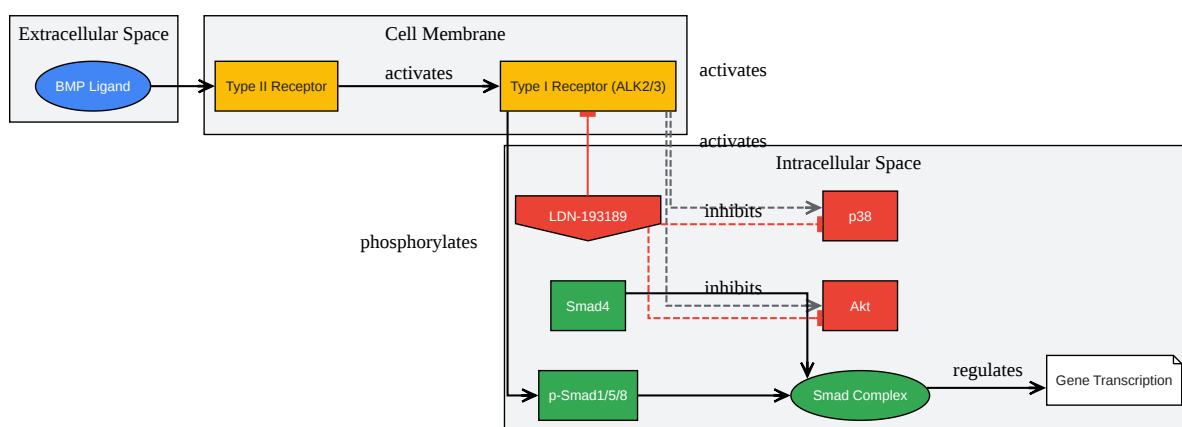 Extracellular Space
Cell Membrane
BMP Ligand
Type II Receptor
activates
Type I Receptor (ALK2/3)
activates
activates
Intracellular Space
LDN-193189
inhibits
p38
phosphorylates
Smad4
inhibits
Akt
p-Smad1/5/8
Smad Complex
regulates
Gene Transcription